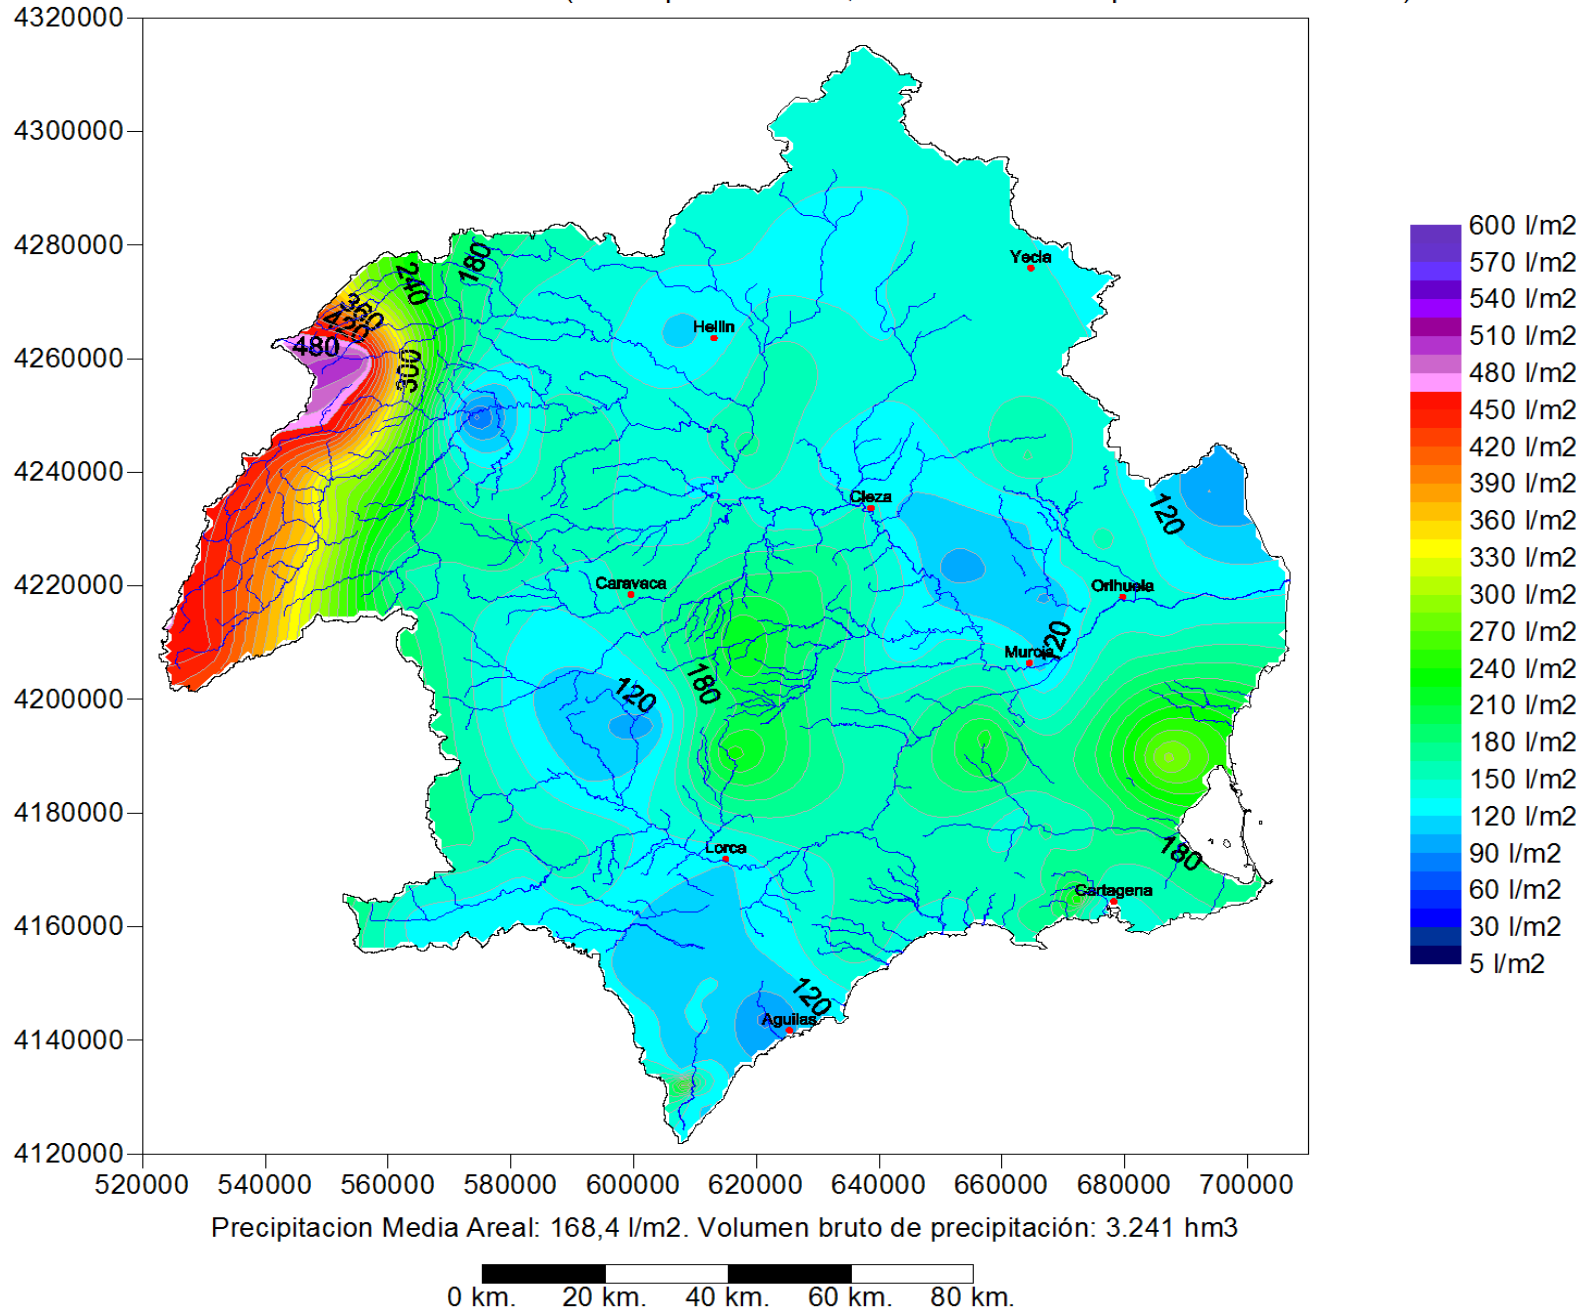 4320000
4300000
4280000
4260000
4240000
4220000
4200000
4180000
4160000
4140000
4120000
520000 540000 560000 580000 600000 620000 640000 660000 680000 700000
180
240
360
420
480
300
Yecla
Hellin
Cieza
120
Caravaca
Orihuela
120
Murcia
180
120
Lorca
180
Cartagena
120
Aguilas
600 l/m2
570 l/m2
540 l/m2
510 l/m2
480 l/m2
450 l/m2
420 l/m2
390 l/m2
360 l/m2
330 l/m2
300 l/m2
270 l/m2
240 l/m2
210 l/m2
180 l/m2
150 l/m2
120 l/m2
90 l/m2
60 l/m2
30 l/m2
5 l/m2
Precipitacion Media Areal: 168,4 l/m2. Volumen bruto de precipitación: 3.241 hm3
0 km. 20 km. 40 km. 60 km. 80 km.